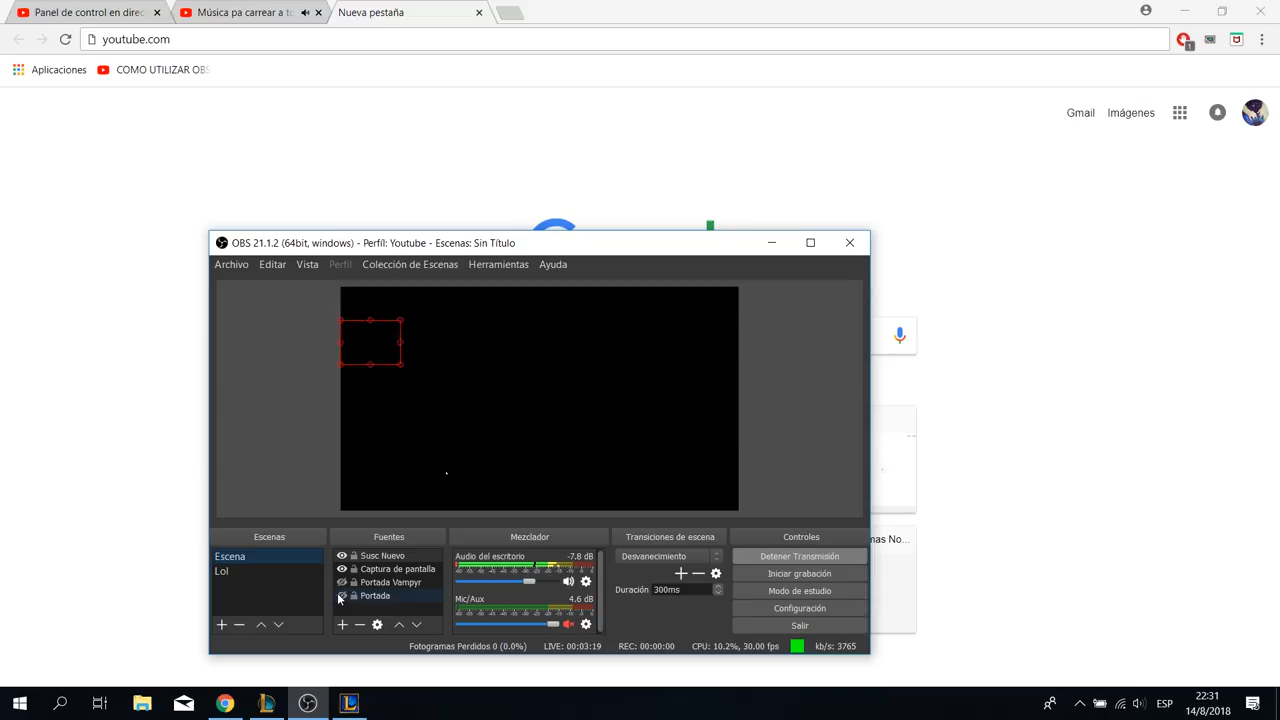 Panel de control en direc
Música pa carrear a to
Nueva pestaña
youtube.com
1
Aplicaciones
COMO UTILIZAR OBS
Gmail
Imágenes
OBS 21.1.2 (64bit, windows) - Perfíl: Youtube - Escenas: Sin Título
Archivo
Editar
Vista
Perfil
Colección de Escenas
Herramientas
Ayuda
Escenas
Fuentes
Mezclador
Transiciones de escena
Controles
Escena
Lol
Susc Nuevo
Captura de pantalla
Portada Vampyr
Portada
Audio del escritorio
-7.8 dB
Mic/Aux
4.6 dB
Desvanecimiento
Duración
300ms
Detener Transmisión
Iniciar grabación
Modo de estudio
Configuración
Salir
mas No...
Fotogramas Perdidos 0 (0.0%)
LIVE: 00:03:19
REC: 00:00:00
CPU: 10.2%, 30.00 fps
kb/s: 3765
ESP
22:31
14/8/2018